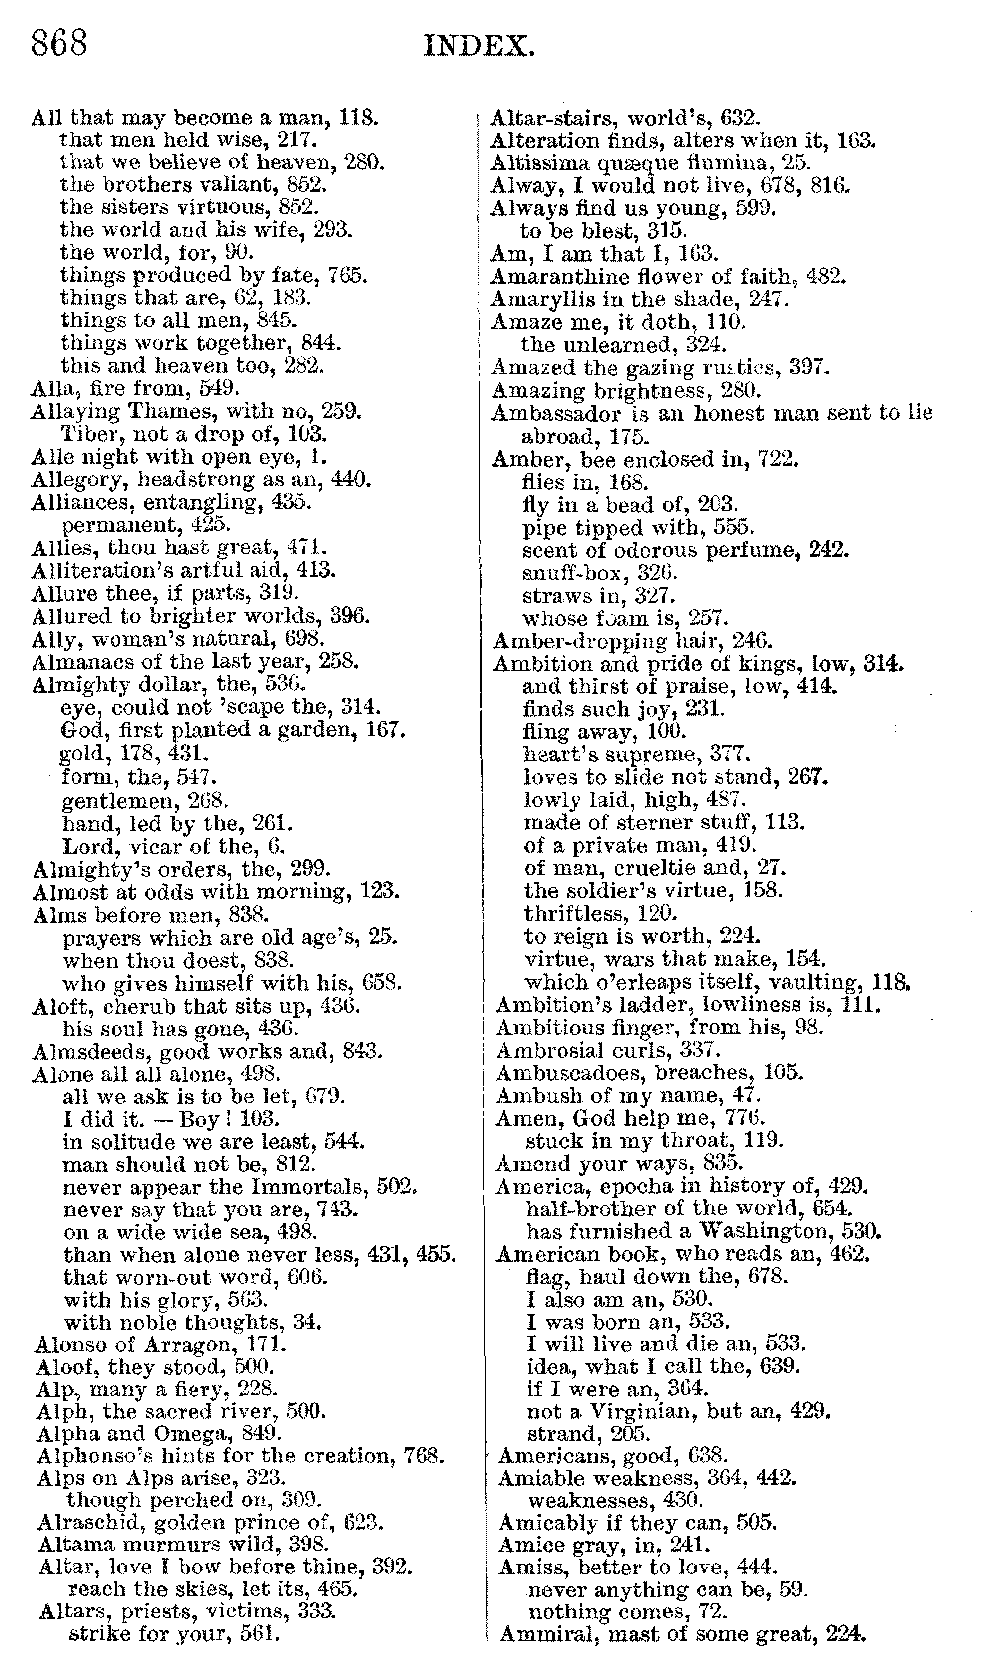 868 INDEX.
All that may become a man, 118.
that men held wise, 217.
that we believe of heaven, 280.
the brothers valiant, 852.
the sisters virtuous, 852.
the world and his wife, 293.
the world, for, 90.
things produced by fate, 765.
things that are, 62, 183.
things to all men, 845.
things work together, 844.
this and heaven too, 282.
Alla, fire from, 549.
Allaying Thames, with no, 259.
Tiber, not a drop of, 103.
Alle night with open eye, 1.
Allegory, headstrong as an, 440.
Alliances, entangling, 435.
permanent, 425.
Allies, thou hast great, 471.
Alliteration's artful aid, 413.
Allure thee, if parts, 319.
Allured to brighter worlds, 396.
Ally, woman's natural, 698.
Almanacs of the last year, 258.
Almighty dollar, the, 536.
eye, could not 'scape the, 314.
God, first planted a garden, 167.
gold, 178, 431.
form, the, 547.
gentlemen, 268.
hand, led by the, 261.
Lord, vicar of the, 6.
Almighty's orders, the, 299.
Almost at odds with morning, 123.
Alms before men, 838.
prayers which are old age's, 25.
when thou doest, 838.
who gives himself with his, 658.
Aloft, cherub that sits up, 436.
his soul has gone, 436.
Almsdeeds, good works and, 843.
Alone all all alone, 498.
all we ask is to be let, 679.
I did it. — Boy! 103.
in solitude we are least, 544.
man should not be, 812.
never appear the Immortals, 502.
never say that you are, 743.
on a wide wide sea, 498.
than when alone never less, 431, 455.
that worn-out word, 606.
with his glory, 563.
with noble thoughts, 34.
Alonso of Arragon, 171.
Aloof, they stood, 500.
Alp, many a fiery, 228.
Alph, the sacred river, 500.
Alpha and Omega, 849.
Alphonso's hints for the creation, 768.
Alps on Alps arise, 323.
though perched on, 309.
Alraschid, golden prince of, 623.
Altama murmurs wild, 398.
Altar, love I bow before thine, 392.
reach the skies, let its, 465.
Altars, priests, victims, 333.
strike for your, 561.
Altar-stairs, world's, 632.
Alteration finds, alters when it, 163.
Altissima quæque flumina, 25.
Alway, I would not live, 678, 816.
Always find us young, 599.
to be blest, 315.
Am, I am that I, 163.
Amaranthine flower of faith, 482.
Amaryllis in the shade, 247.
Amaze me, it doth, 110.
the unlearned, 324.
Amazed the gazing rustics, 397.
Amazing brightness, 280.
Ambassador is an honest man sent to lie
abroad, 175.
Amber, bee enclosed in, 722.
flies in, 168.
fly in a bead of, 203.
pipe tipped with, 555.
scent of odorous perfume, 242.
snuff-box, 326.
straws in, 327.
whose foam is, 257.
Amber-dropping hair, 246.
Ambition and pride of kings, low, 314.
and thirst of praise, low, 414.
finds such joy, 231.
fling away, 100.
heart's supreme, 377.
loves to slide not stand, 267.
lowly laid, high, 487.
made of sterner stuff, 113.
of a private man, 419.
of man, crueltie and, 27.
the soldier's virtue, 158.
thriftless, 120.
to reign is worth, 224.
virtue, wars that make, 154.
which o'erleaps itself, vaulting, 118.
Ambition's ladder, lowliness is, 111.
Ambitious finger, from his, 98.
Ambrosial curls, 337.
Ambuscadoes, breaches, 105.
Ambush of my name, 47.
Amen, God help me, 776.
stuck in my throat, 119.
Amend your ways, 835.
America, epocha in history of, 429.
half-brother of the world, 654.
has furnished a Washington, 530.
American book, who reads an, 462.
flag, haul down the, 678.
I also am an, 530.
I was born an, 533.
I will live and die an, 533.
idea, what I call the, 639.
if I were an, 364.
not a Virginian, but an, 429.
strand, 205.
Americans, good, 638.
Amiable weakness, 364, 442.
weaknesses, 430.
Amicably if they can, 505.
Amice gray, in, 241.
Amiss, better to love, 444.
never anything can be, 59.
nothing comes, 72.
Ammiral, mast of some great, 224.